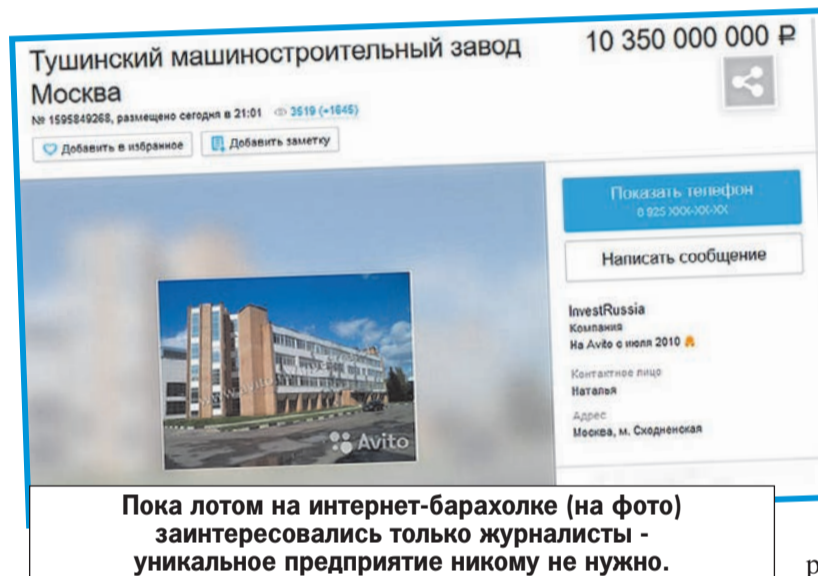 Тушинский машиностроительный завод
Москва
10 350 000 000 ₽
№ 1595849268, размещено сегодня в 21:01 3519 (+1645)
Добавить в избранное Добавить заметку
Показать телефон
8 925 XXX-XX-XX
Написать сообщение
InvestRussia
Компания
На Avito с июля 2010
Контактное лицо
Наталья
Адрес
Москва, м. Сходненская
Avito
Пока лотом на интернет-барахолке (на фото)
заинтересовались только журналисты -
уникальное предприятие никому не нужно.
р